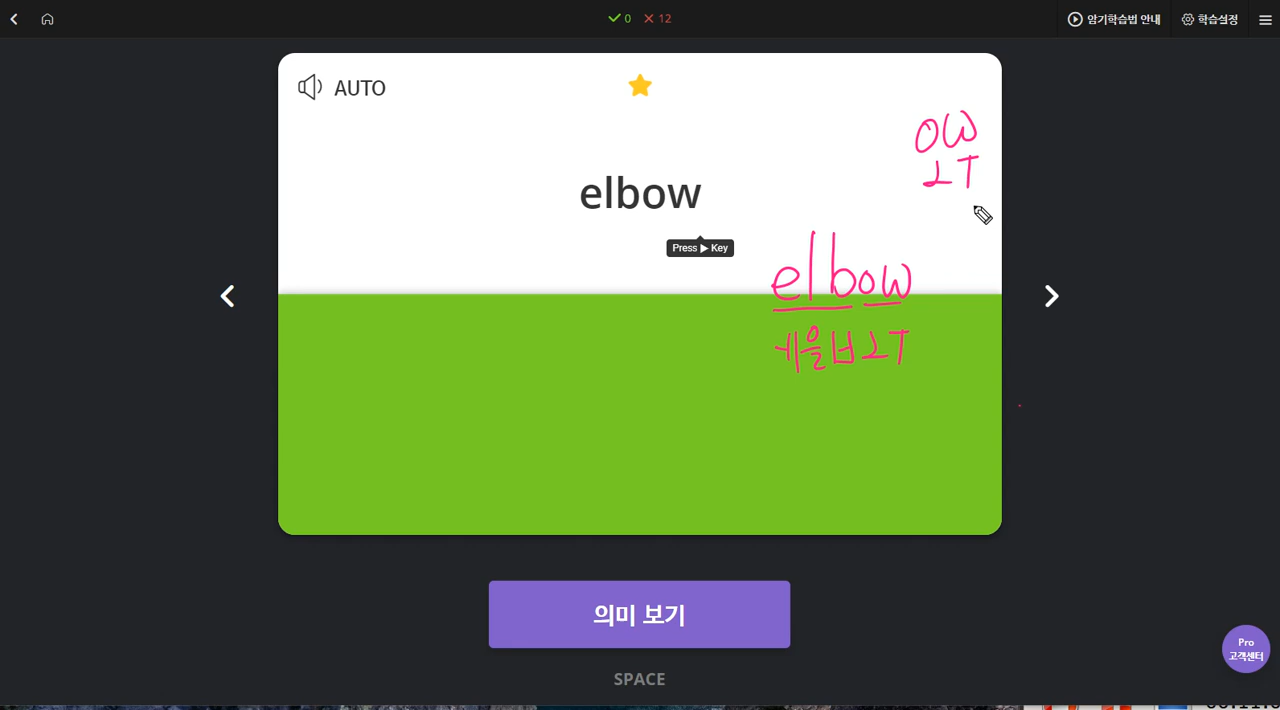 0 12 암기학습법 안내 학습설정
AUTO
ow
ㅗㅜ
elbow
Press ▶ Key
elbow
ㅔ울ㅂㅗㅜ
의미 보기
SPACE
Pro
고객센터